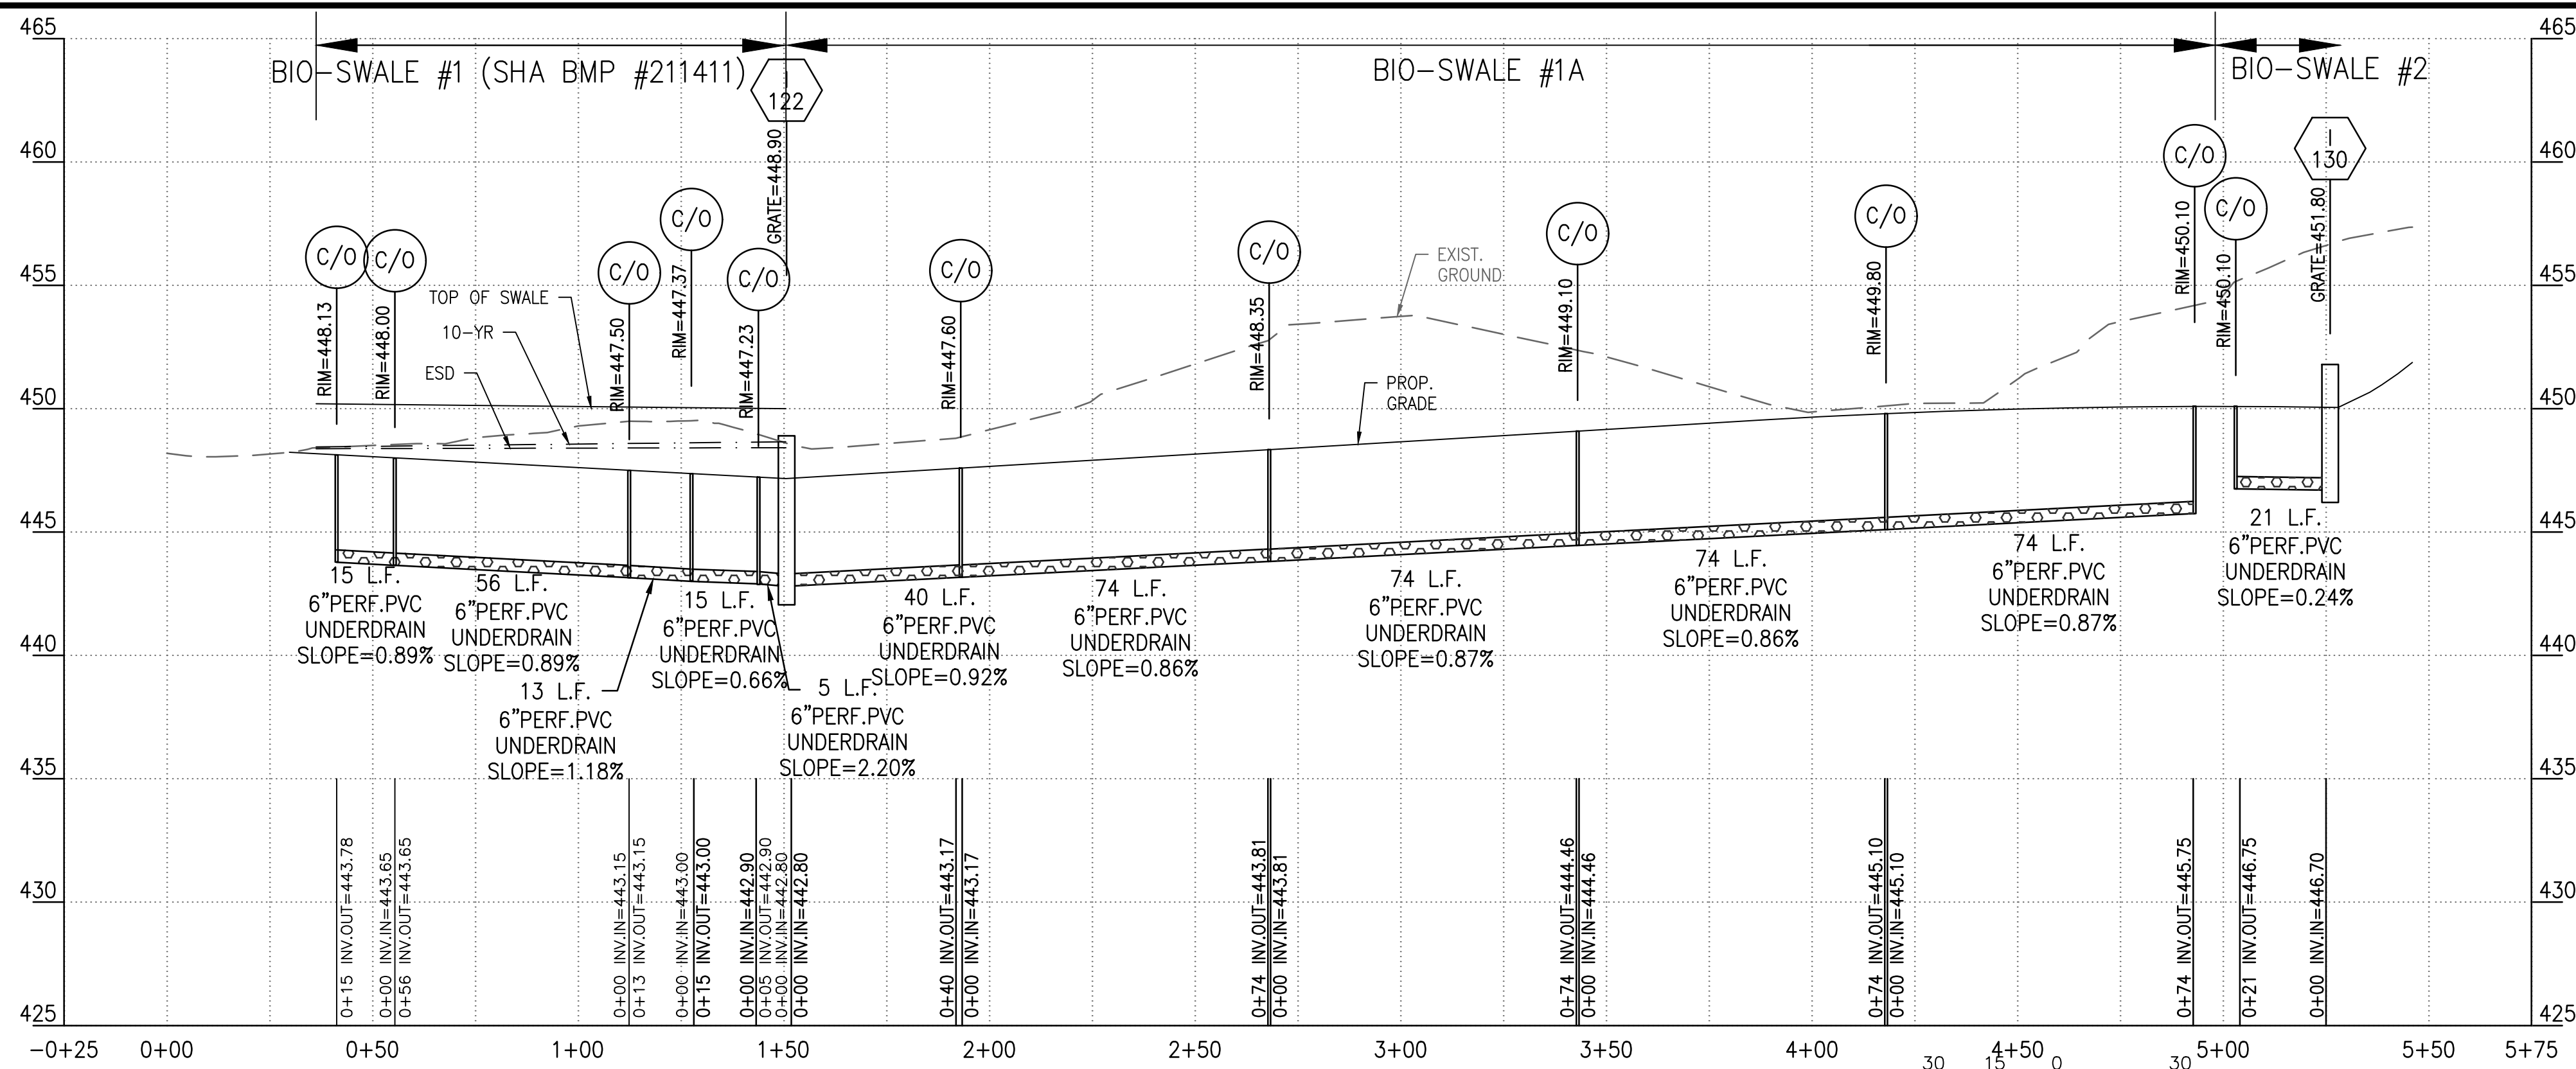 465
465
BIO-SWALE #1 (SHA BMP #211411)
BIO-SWALE #1A
BIO-SWALE #2
I
122
GRATE=448.90
I
130
GRATE=451.80
460
460
C/O
RIM=448.13
C/O
RIM=448.00
C/O
RIM=447.50
C/O
RIM=447.37
C/O
RIM=447.23
C/O
RIM=447.60
C/O
RIM=448.35
C/O
RIM=449.10
C/O
RIM=449.80
C/O
RIM=450.10
C/O
RIM=450.10
455
455
TOP OF SWALE
10-YR
ESD
EXIST.
GROUND
PROP.
GRADE
450
450
445
445
15 L.F.
6"PERF.PVC
UNDERDRAIN
SLOPE=0.89%
56 L.F.
6"PERF.PVC
UNDERDRAIN
SLOPE=0.89%
13 L.F.
6"PERF.PVC
UNDERDRAIN
SLOPE=1.18%
15 L.F.
6"PERF.PVC
UNDERDRAIN
SLOPE=0.66%
5 L.F.
6"PERF.PVC
UNDERDRAIN
SLOPE=2.20%
40 L.F.
6"PERF.PVC
UNDERDRAIN
SLOPE=0.92%
74 L.F.
6"PERF.PVC
UNDERDRAIN
SLOPE=0.86%
74 L.F.
6"PERF.PVC
UNDERDRAIN
SLOPE=0.87%
74 L.F.
6"PERF.PVC
UNDERDRAIN
SLOPE=0.86%
74 L.F.
6"PERF.PVC
UNDERDRAIN
SLOPE=0.87%
21 L.F.
6"PERF.PVC
UNDERDRAIN
SLOPE=0.24%
440
440
435
435
430
430
0+15 INV.OUT=443.78
0+00 INV.IN=443.65
0+56 INV.OUT=443.65
0+00 INV.IN=443.15
0+13 INV.OUT=443.15
0+00 INV.IN=443.00
0+15 INV.OUT=443.00
0+00 INV.IN=442.90
0+05 INV.OUT=442.90
0+00 INV.IN=442.80
0+00 INV.IN=442.80
0+40 INV.OUT=443.17
0+00 INV.IN=443.17
0+74 INV.OUT=443.81
0+00 INV.IN=443.81
0+74 INV.OUT=444.46
0+00 INV.IN=444.46
0+74 INV.OUT=445.10
0+00 INV.IN=445.10
0+74 INV.OUT=445.75
0+21 INV.OUT=446.75
0+00 INV.IN=446.70
425
425
-0+25 0+00 0+50 1+00 1+50 2+00 2+50 3+00 3+50 4+00 4+50 5+00 5+50 5+75
30 15 0 30